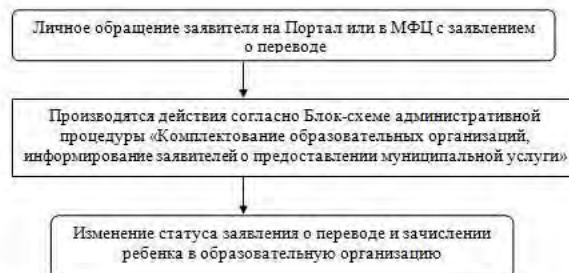 Личное обращение заявителя на Портал или в МФЦ с заявлением
о переводе
Производятся действия согласно Блок-схеме административной
процедуры «Комплектование образовательных организаций,
информирование заявителей о предоставлении муниципальной услуги»
Изменение статуса заявления о переводе и зачислении
ребенка в образовательную организацию